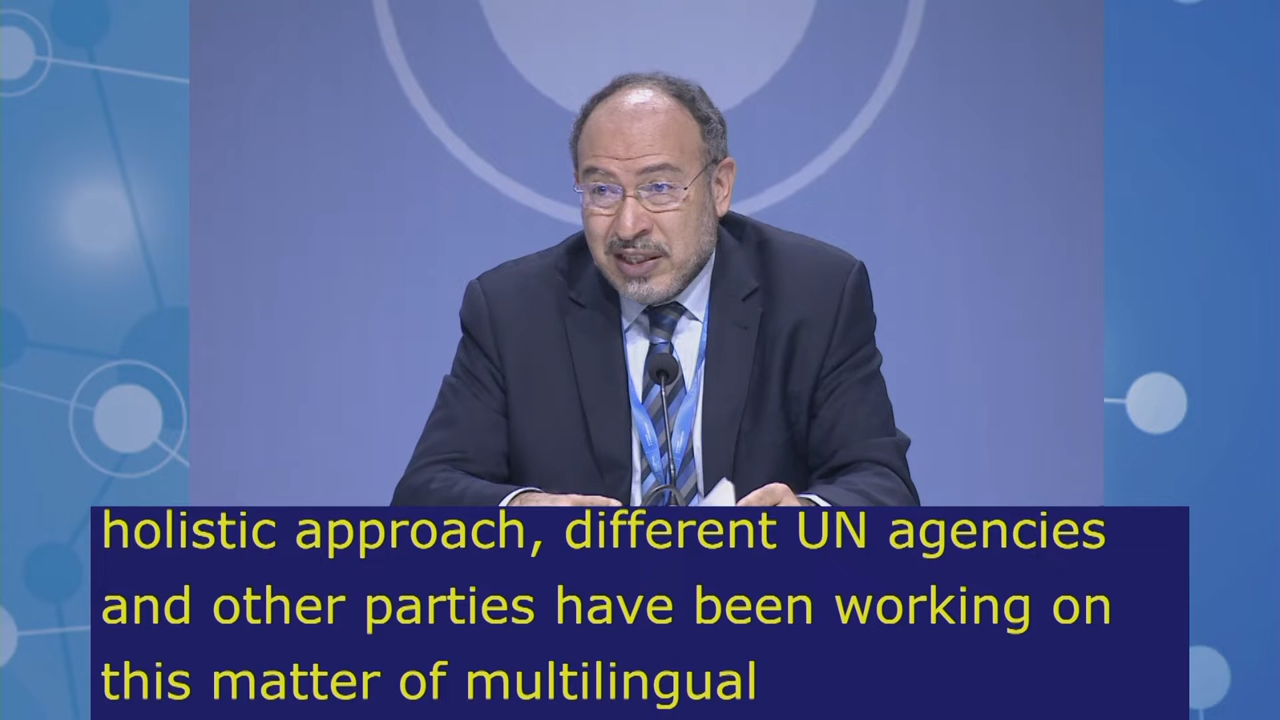 holistic approach, different UN agencies
and other parties have been working on
this matter of multilingual